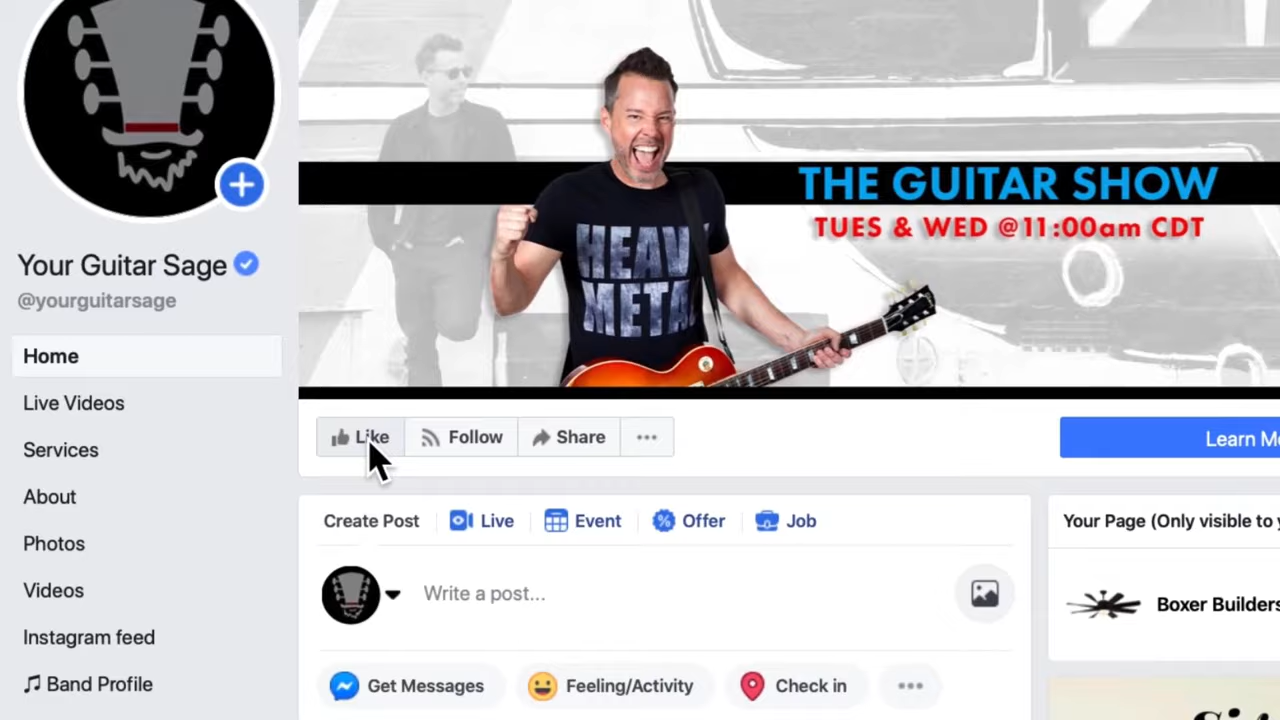 THE GUITAR SHOW
TUES & WED @11:00am CDT
HEAVY
METAL
Your Guitar Sage
@yourguitarsage
Home
Live Videos
Services
About
Photos
Videos
Instagram feed
Band Profile
Like
Follow
Share
Learn M
Create Post
Live
Event
Offer
Job
Write a post...
Get Messages
Feeling/Activity
Check in
Your Page (Only visible to y
Boxer Builders